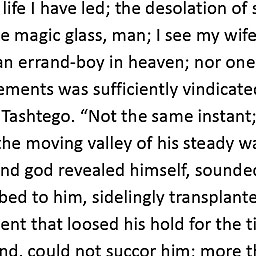 life I have led; the desolation of s
e magic glass, man; I see my wife
an errand-boy in heaven; nor one
ements was sufficiently vindicated
Tashtego. “Not the same instant;
the moving valley of his steady wa
nd god revealed himself, sounded
bed to him, sidelingly transplante
ent that loosed his hold for the ti
nd, could not succor him; more th